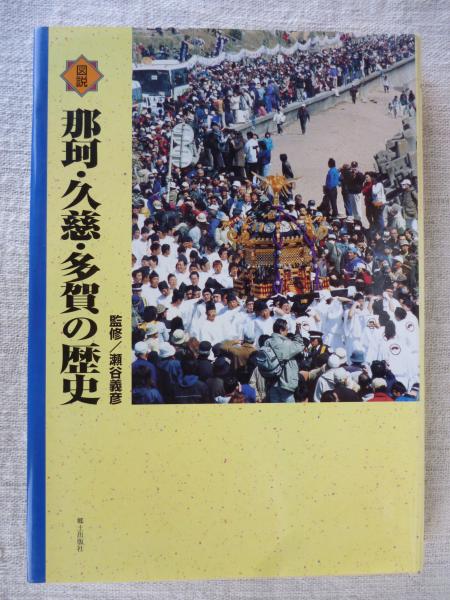 図説
那珂・久慈・多賀の歴史
監修/瀬谷義彦
郷土出版社